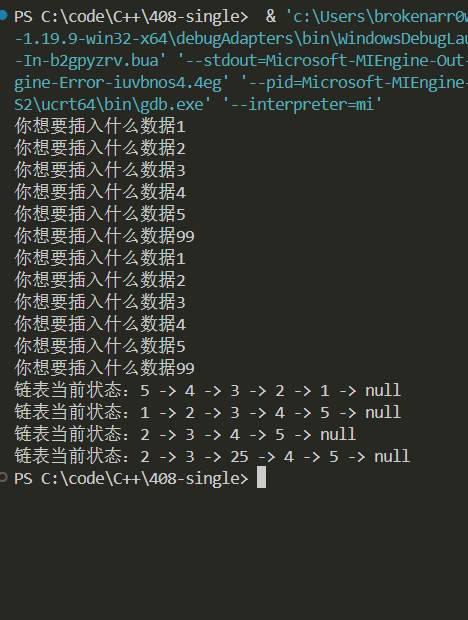 PS C:\code\C++\408-single>  & 'c:\Users\brokenarr0w
-1.19.9-win32-x64\debugAdapters\bin\WindowsDebugLau
-In-b2gpyzrv.bua' '--stdout=Microsoft-MIEngine-Out-
gine-Error-iuvbnos4.4eg' '--pid=Microsoft-MIEngine-
S2\ucrt64\bin\gdb.exe' '--interpreter=mi'
你想要插入什么数据1
你想要插入什么数据2
你想要插入什么数据3
你想要插入什么数据4
你想要插入什么数据5
你想要插入什么数据99
你想要插入什么数据1
你想要插入什么数据2
你想要插入什么数据3
你想要插入什么数据4
你想要插入什么数据5
你想要插入什么数据99
链表当前状态：5 -> 4 -> 3 -> 2 -> 1 -> null
链表当前状态：1 -> 2 -> 3 -> 4 -> 5 -> null
链表当前状态：2 -> 3 -> 4 -> 5 -> null
链表当前状态：2 -> 3 -> 25 -> 4 -> 5 -> null
PS C:\code\C++\408-single>